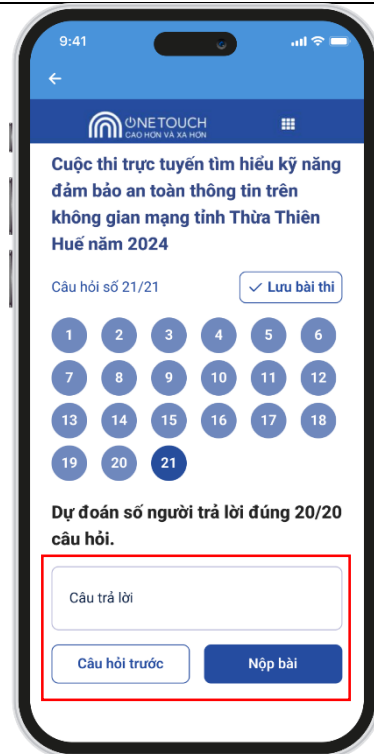 9:41
ONETOUCH
CAO HƠN VÀ XA HƠN
Cuộc thi trực tuyến tìm hiểu kỹ năng
đảm bảo an toàn thông tin trên
không gian mạng tỉnh Thừa Thiên
Huế năm 2024
Câu hỏi số 21/21
Lưu bài thi
1 2 3 4 5 6
7 8 9 10 11 12
13 14 15 16 17 18
19 20 21
Dự đoán số người trả lời đúng 20/20
câu hỏi.
Câu trả lời
Câu hỏi trước Nộp bài